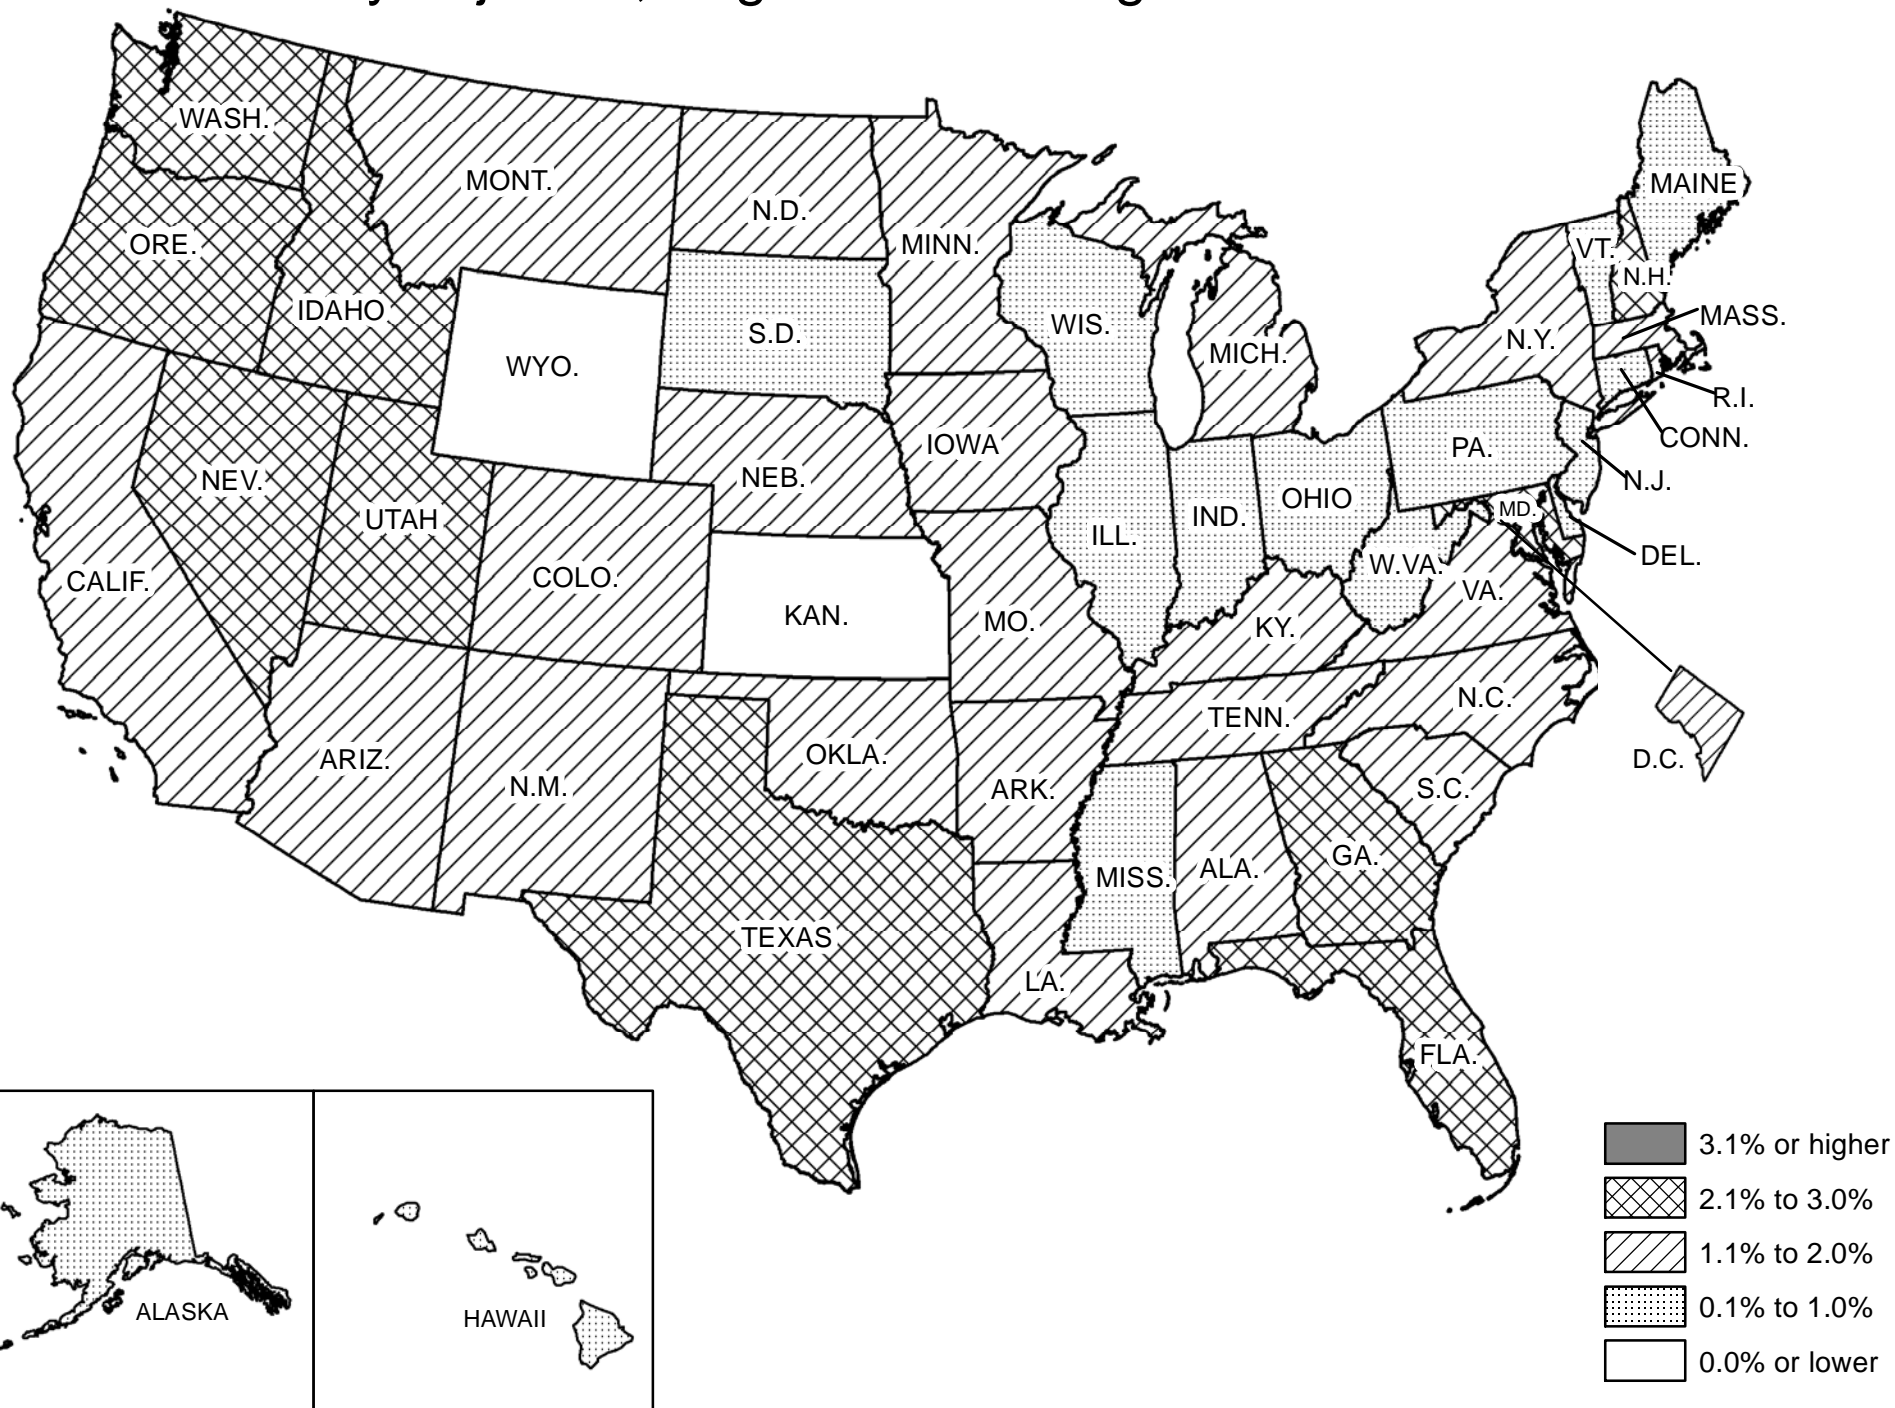 WASH.
MONT.
N.D.
MINN.
MAINE
VT.
N.H.
ORE.
IDAHO
WYO.
S.D.
WIS.
MICH.
N.Y.
MASS.
R.I.
CONN.
NEV.
UTAH
NEB.
IOWA
PA.
N.J.
COLO.
ILL.
IND.
OHIO
MD.
DEL.
CALIF.
KAN.
MO.
KY.
W.VA.
VA.
N.C.
TENN.
D.C.
ARIZ.
N.M.
OKLA.
ARK.
S.C.
MISS.
ALA.
GA.
TEXAS
LA.
FLA.
ALASKA
HAWAII
3.1% or higher
2.1% to 3.0%
1.1% to 2.0%
0.1% to 1.0%
0.0% or lower